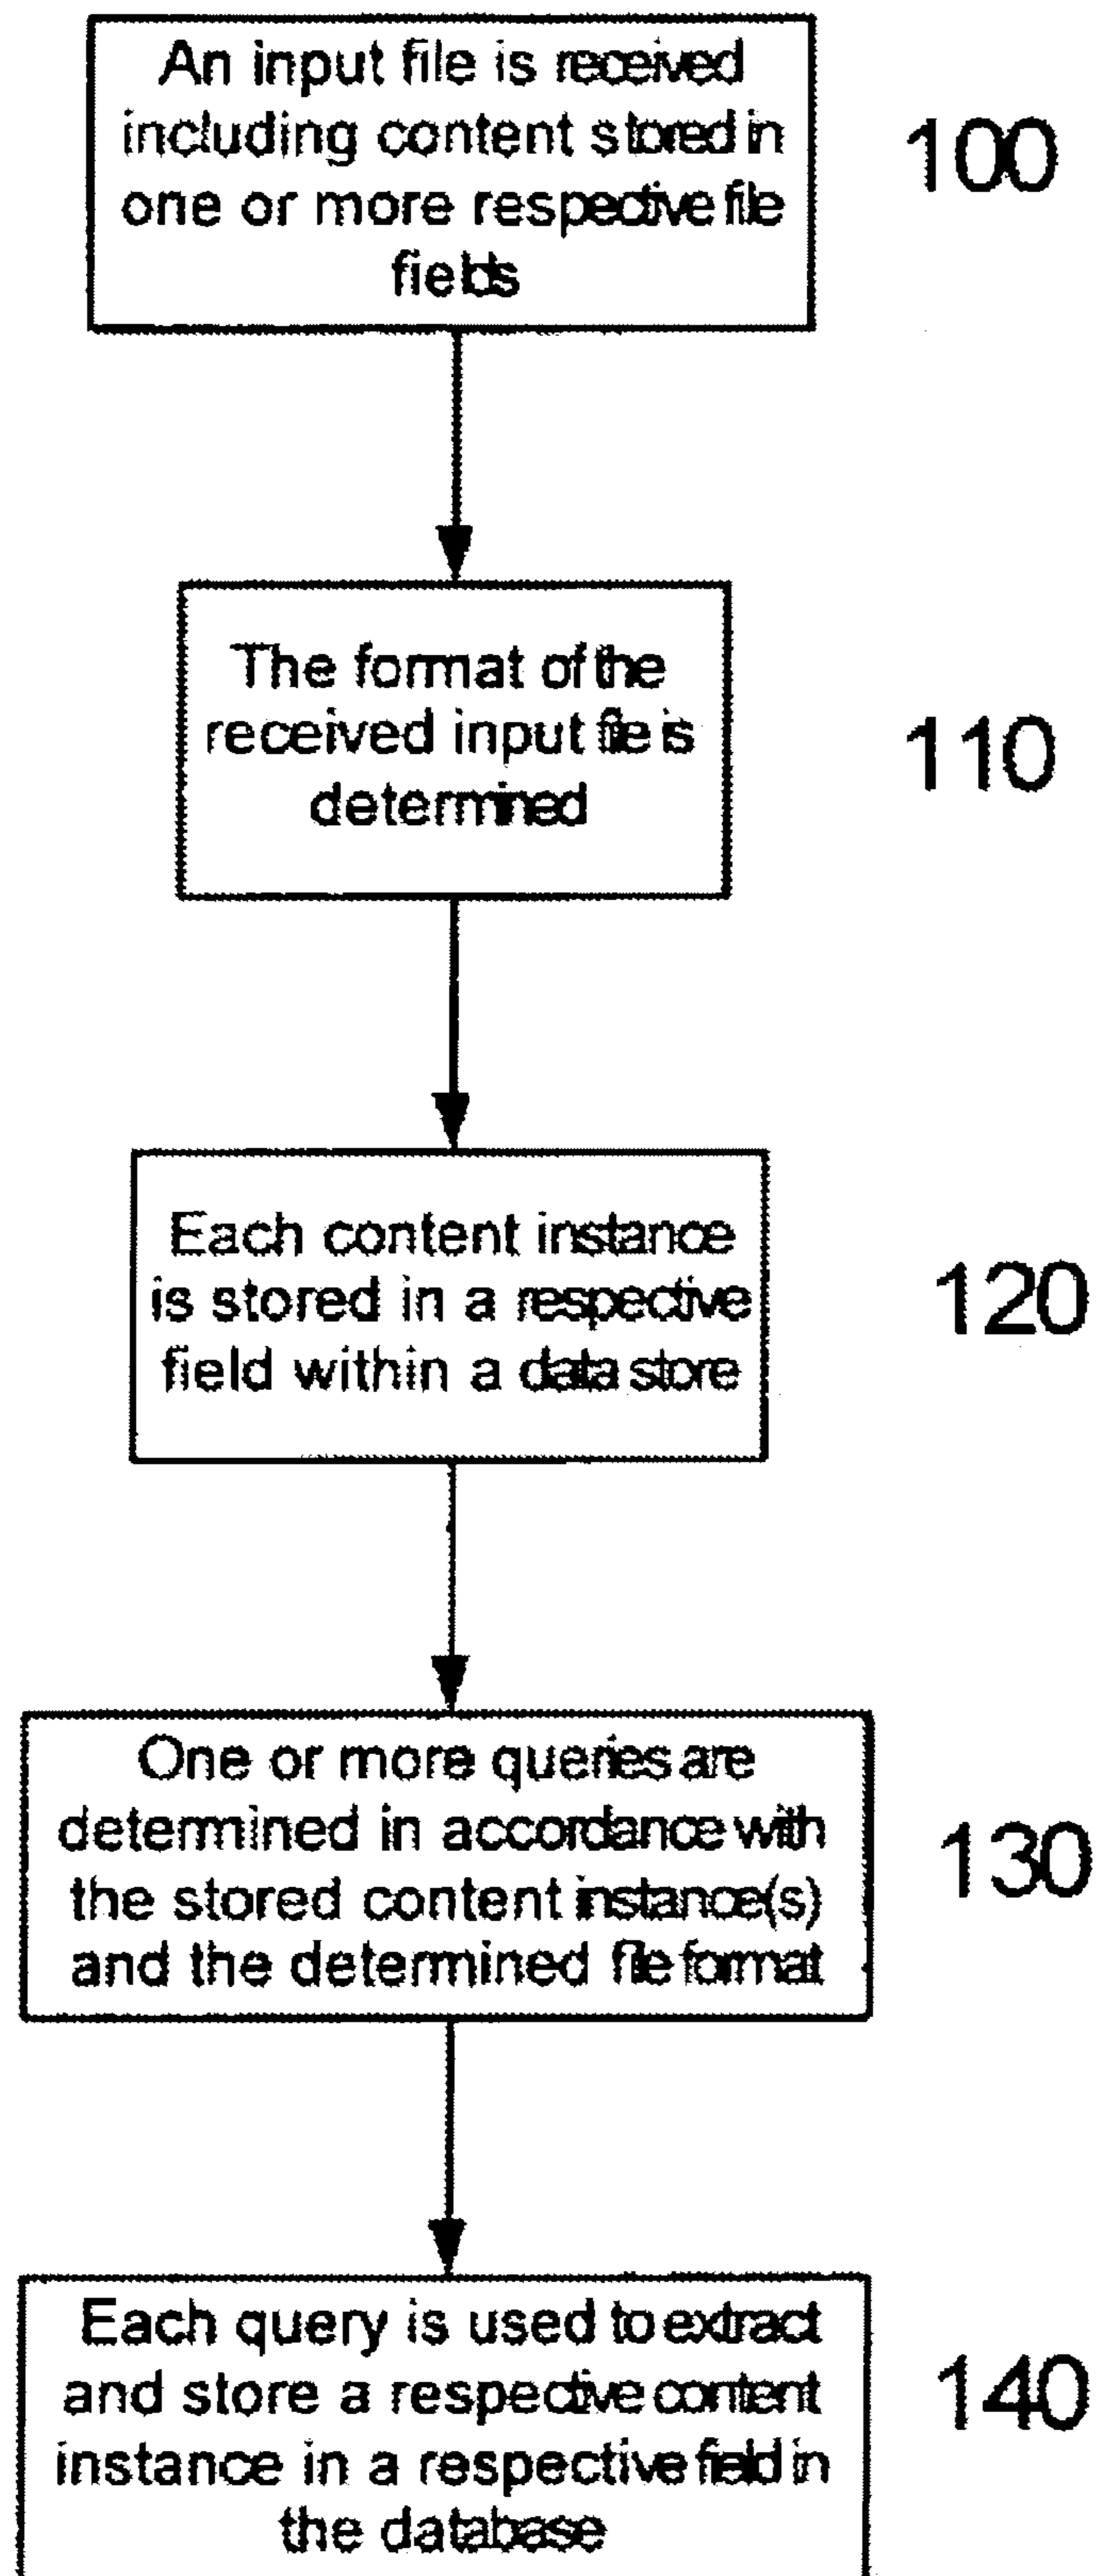 An input file is received
including content stored in
one or more respective file
fields
100
The format of the
received input file is
determined
110
Each content instance
is stored in a respective
field within a data store
120
One or more queries are
determined in accordance with
the stored content instance(s)
and the determined file format
130
Each query is used to extract
and store a respective content
instance in a respective field in
the database
140